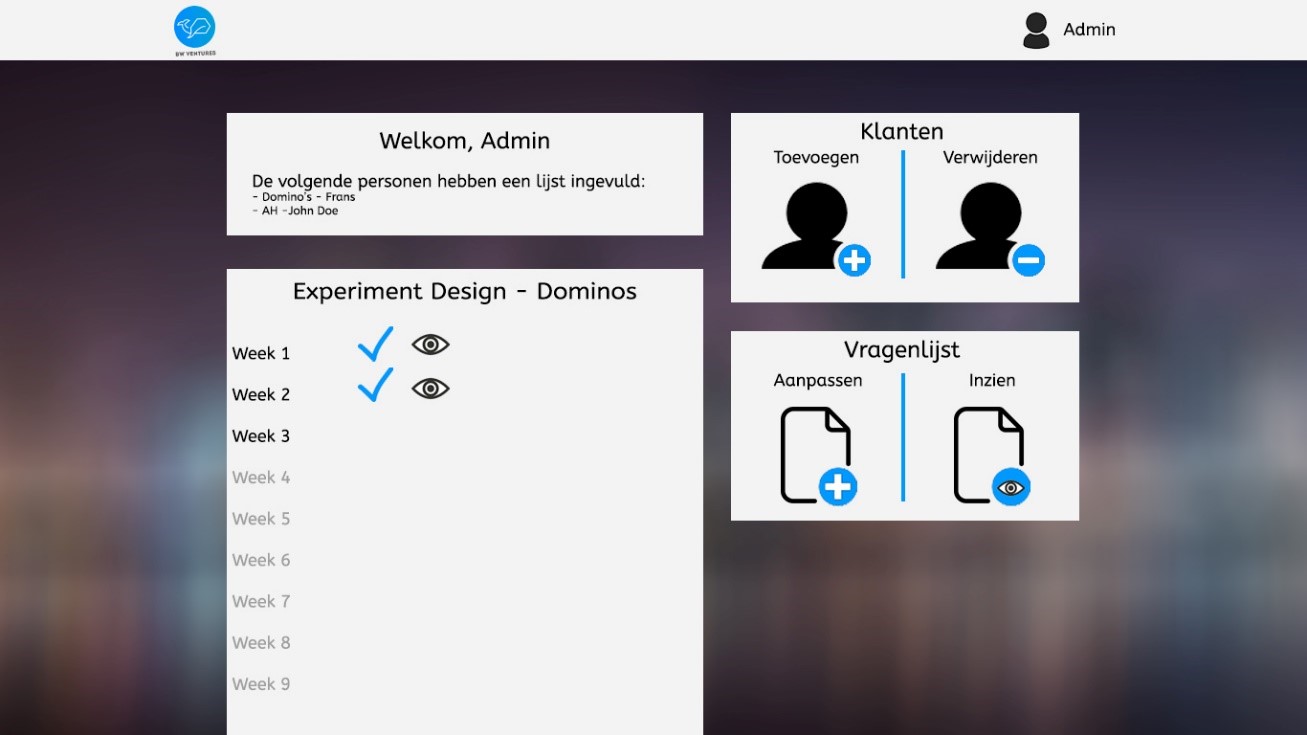 BW VENTURES
Admin
Welkom, Admin
De volgende personen hebben een lijst ingevuld:
- Domino's - Frans
- AH -John Doe
Experiment Design - Dominos
Week 1
Week 2
Week 3
Week 4
Week 5
Week 6
Week 7
Week 8
Week 9
Klanten
Toevoegen
Verwijderen
Vragenlijst
Aanpassen
Inzien